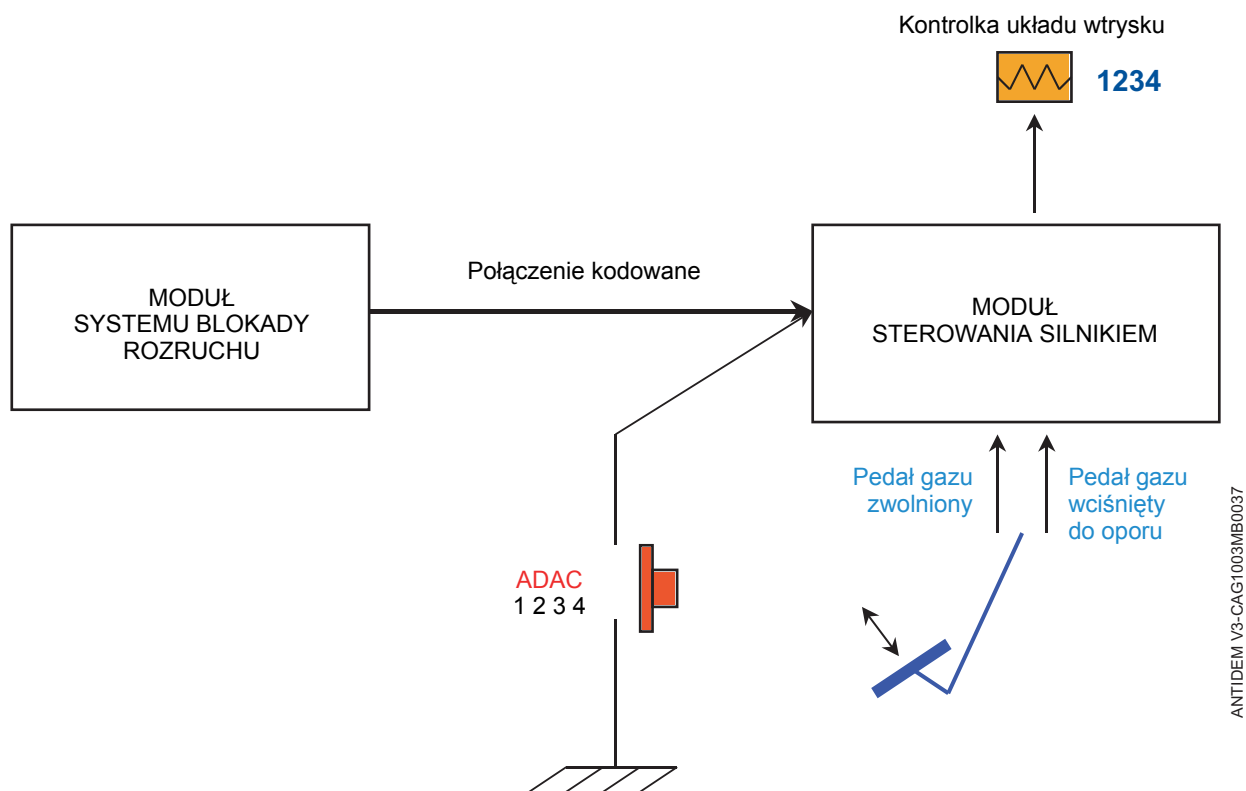 Kontrolka układu wtrysku
1234
MODUŁ
SYSTEMU BLOKADY
ROZRUCHU
Połączenie kodowane
MODUŁ
STEROWANIA SILNIKIEM
Pedał gazu
zwolniony
Pedał gazu
wciśnięty
do oporu
ADAC
1 2 3 4
ANTIDEM V3-CAG1003MB0037